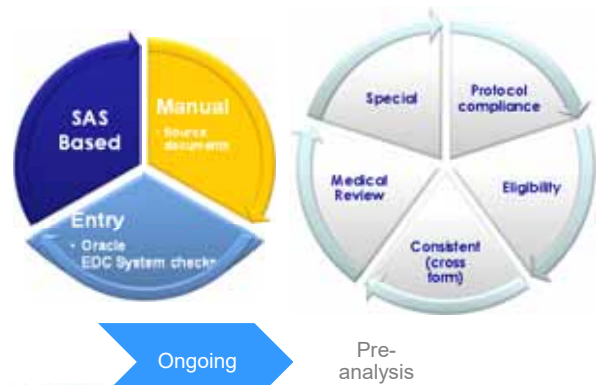 SAS
Based
Manual
• Source
documents
Entry
• Oracle
EDC System checks
Special
Protocol
compliance
Medical
Review
Eligibility
Consistent
(cross
form)
Ongoing
Pre-
analysis